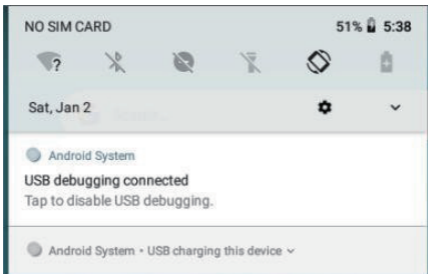 NO SIM CARD 51% 5:38
?
Sat, Jan 2
Android System
USB debugging connected
Tap to disable USB debugging.
Android System • USB charging this device